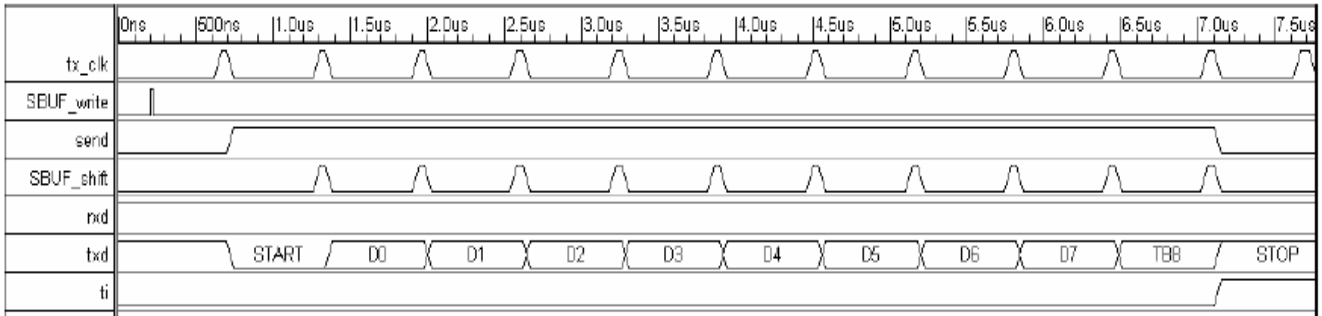 0ns 500ns 1.0us 1.5us 2.0us 2.5us 3.0us 3.5us 4.0us 4.5us 5.0us 5.5us 6.0us 6.5us 7.0us 7.5us
tx_clk
SBUF_write
send
SBUF_shift
rxd
txd START D0 D1 D2 D3 D4 D5 D6 D7 TB8 STOP
ti